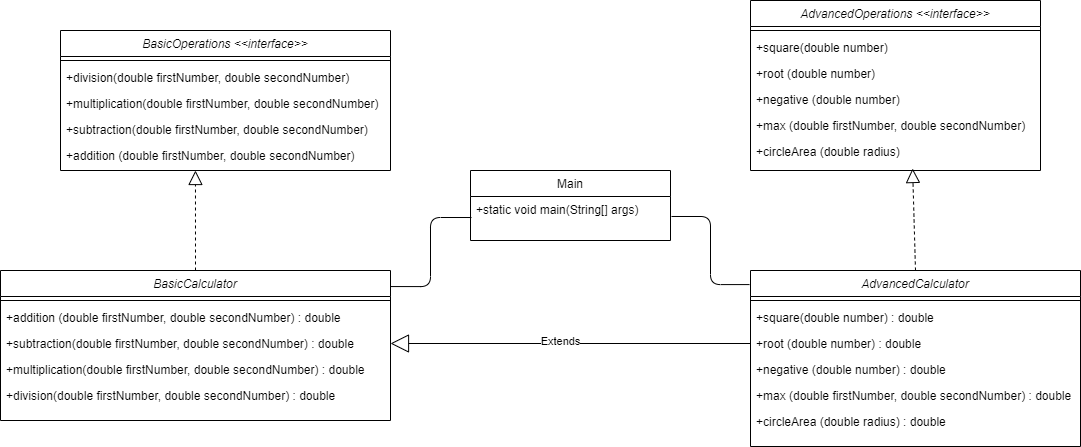 BasicOperations <<interface>>
+division(double firstNumber, double secondNumber)
+multiplication(double firstNumber, double secondNumber)
+subtraction(double firstNumber, double secondNumber)
+addition (double firstNumber, double secondNumber)
AdvancedOperations <<interface>>
+square(double number)
+root (double number)
+negative (double number)
+max (double firstNumber, double secondNumber)
+circleArea (double radius)
Main
+static void main(String[] args)
BasicCalculator
+addition (double firstNumber, double secondNumber) : double
+subtraction(double firstNumber, double secondNumber) : double
+multiplication(double firstNumber, double secondNumber) : double
+division(double firstNumber, double secondNumber) : double
Extends
AdvancedCalculator
+square(double number) : double
+root (double number) : double
+negative (double number) : double
+max (double firstNumber, double secondNumber) : double
+circleArea (double radius) : double